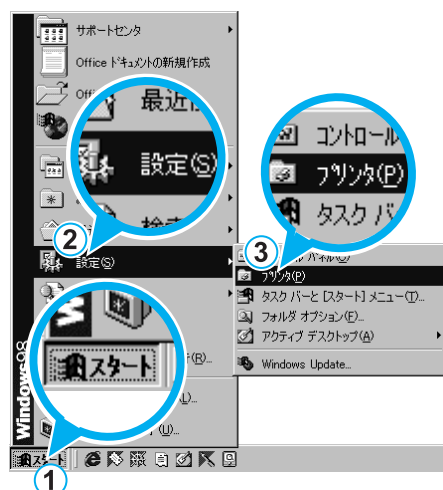 サポートセンタ
Office ドキュメントの新規作成
Off
最近
設定(S)
検索
②
設定(S)
コントロール
プリンタ(P)
タスク バ
③
パネル(C)
プリンタ(P)
タスク バーと [スタート] メニュー(T)...
フォルダ オプション(F)...
アクティブ デスクトップ(A)
Windows Update...
(R)...
(L)...
(U)...
スタート
Windows98
スタート
①